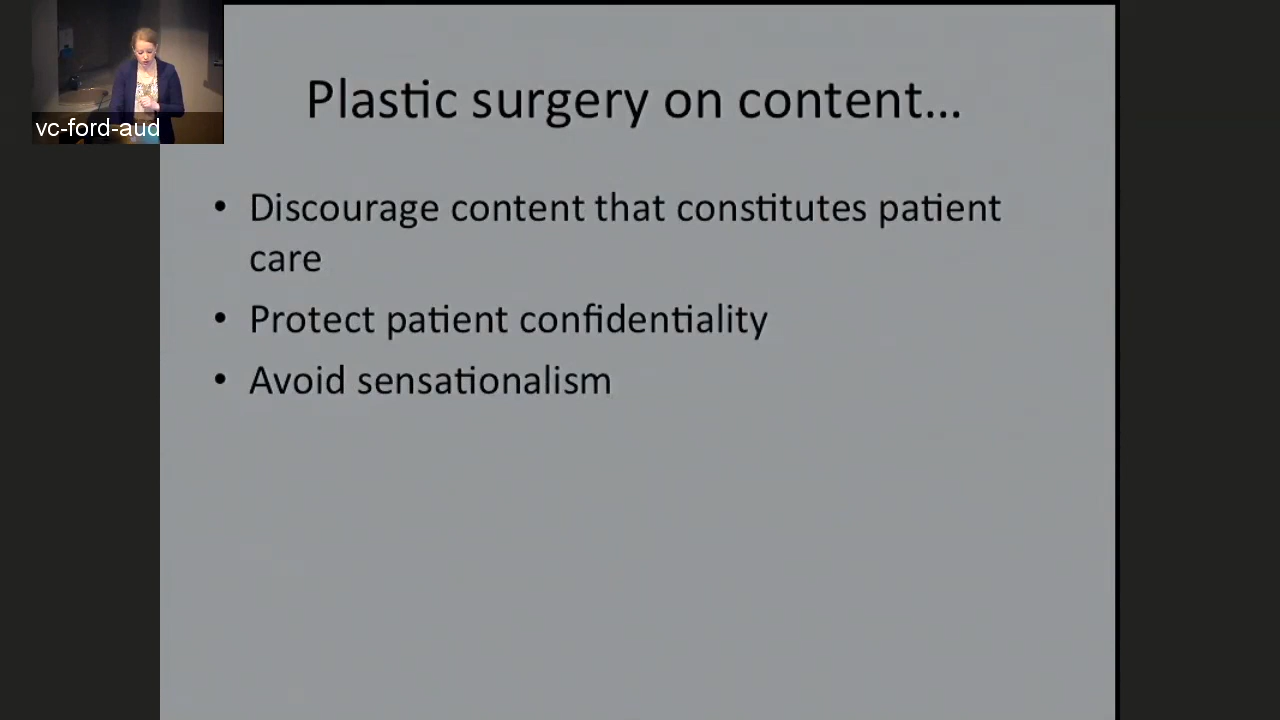 Plastic surgery on content…
vc-ford-aud
• Discourage content that constitutes patient
care
• Protect patient confidentiality
• Avoid sensationalism